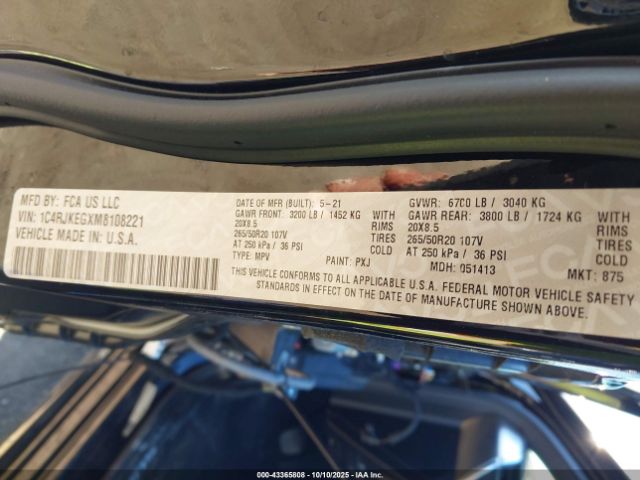 MFD BY: FCA US LLC
DATE OF MFR (BUILT): 5-21
GVWR: 6700 LB / 3040 KG
VIN: 1C4RJKEGXM8108221
GAWR FRONT: 3200 LB / 1452 KG WITH
GAWR REAR: 3800 LB / 1724 KG WITH
VEHICLE MADE IN: U.S.A.
20X8.5 RIMS
20X8.5 RIMS
265/50R20 107V TIRES
265/50R20 107V TIRES
AT 250 kPa / 36 PSI COLD
AT 250 kPa / 36 PSI COLD
TYPE: MPV
PAINT: PXJ
MDH: 051413
MKT: 875
THIS VEHICLE CONFORMS TO ALL APPLICABLE U.S.A. FEDERAL MOTOR VEHICLE SAFETY
STANDARDS IN EFFECT ON THE DATE OF MANUFACTURE SHOWN ABOVE.
000-43365808 - 10/10/2025 - IAA Inc.